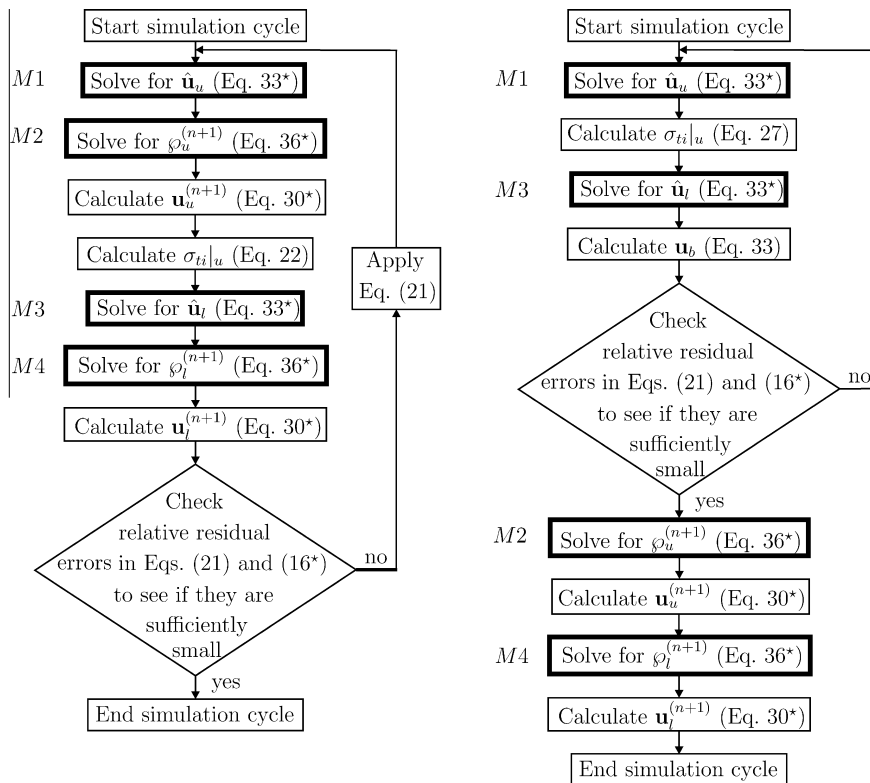 Start simulation cycle
M1
Solve for û_u (Eq. 33⋆)
M2
Solve for ℘_u^(n+1) (Eq. 36⋆)
Calculate u_u^(n+1) (Eq. 30⋆)
Calculate σ_ti|_u (Eq. 22)
Apply
Eq. (21)
M3
Solve for û_l (Eq. 33⋆)
M4
Solve for ℘_l^(n+1) (Eq. 36⋆)
Calculate u_l^(n+1) (Eq. 30⋆)
Check
relative residual
errors in Eqs. (21) and (16⋆)
to see if they are
sufficiently
small
no
yes
End simulation cycle
Start simulation cycle
M1
Solve for û_u (Eq. 33⋆)
Calculate σ_ti|_u (Eq. 27)
M3
Solve for û_l (Eq. 33⋆)
Calculate u_b (Eq. 33)
Check
relative residual
errors in Eqs. (21) and (16⋆)
to see if they are
sufficiently
small
no
yes
M2
Solve for ℘_u^(n+1) (Eq. 36⋆)
Calculate u_u^(n+1) (Eq. 30⋆)
M4
Solve for ℘_l^(n+1) (Eq. 36⋆)
Calculate u_l^(n+1) (Eq. 30⋆)
End simulation cycle